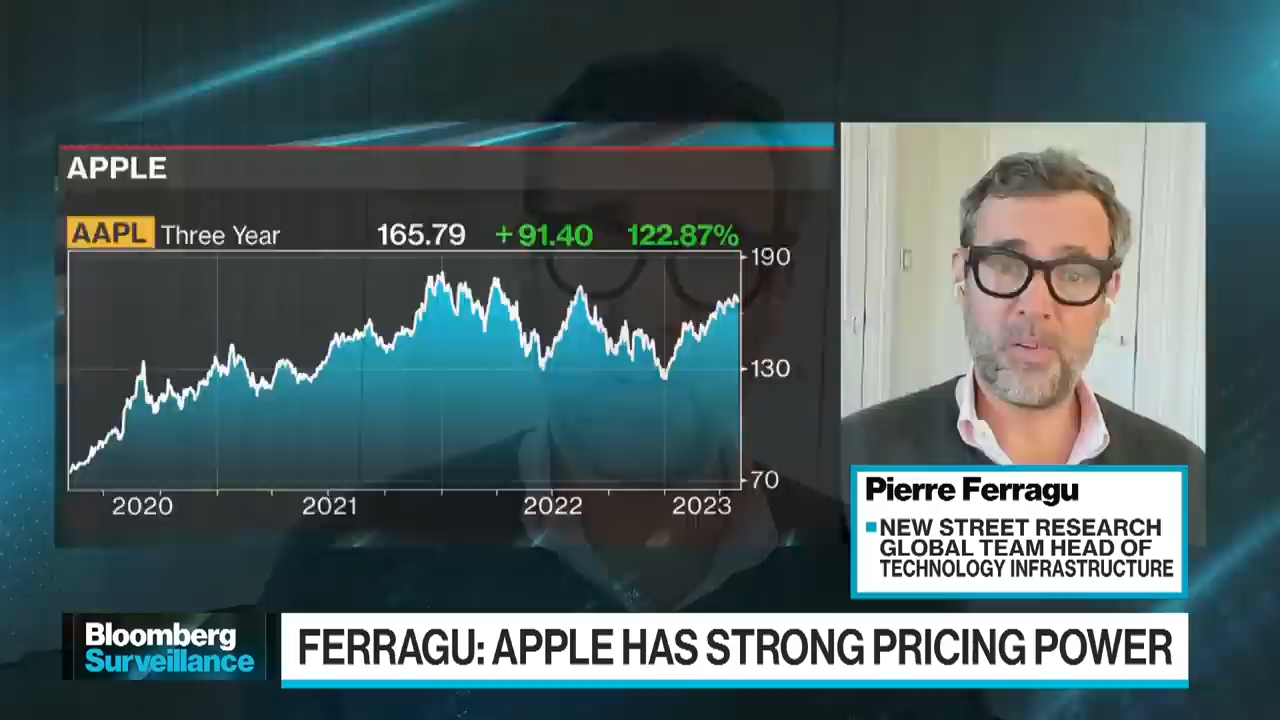 APPLE
AAPL Three Year 165.79 +91.40 122.87%
190
130
70
2020 2021 2022 2023
Pierre Ferragu
NEW STREET RESEARCH
GLOBAL TEAM HEAD OF
TECHNOLOGY INFRASTRUCTURE
Bloomberg
Surveillance
FERRAGU: APPLE HAS STRONG PRICING POWER